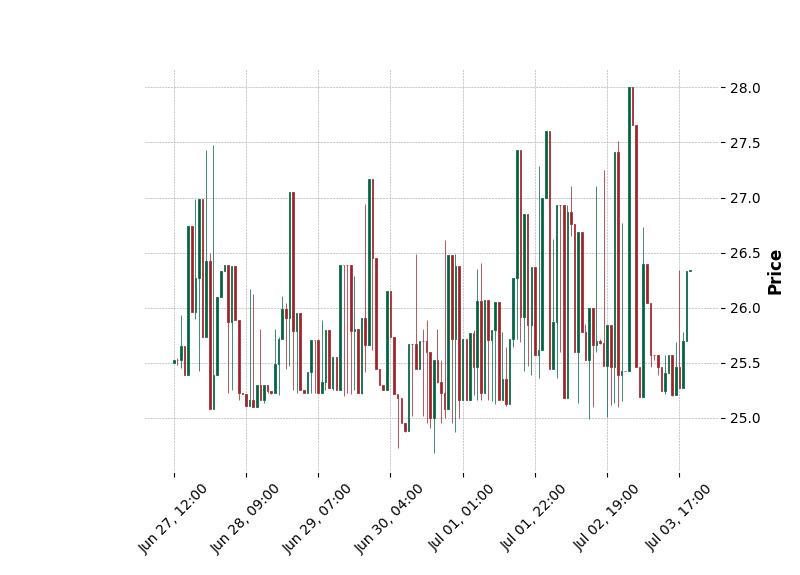 28.0
27.5
27.0
26.5
26.0
25.5
25.0
Price
Jun 27, 12:00
Jun 28, 09:00
Jun 29, 07:00
Jun 30, 04:00
Jul 01, 01:00
Jul 01, 22:00
Jul 02, 19:00
Jul 03, 17:00